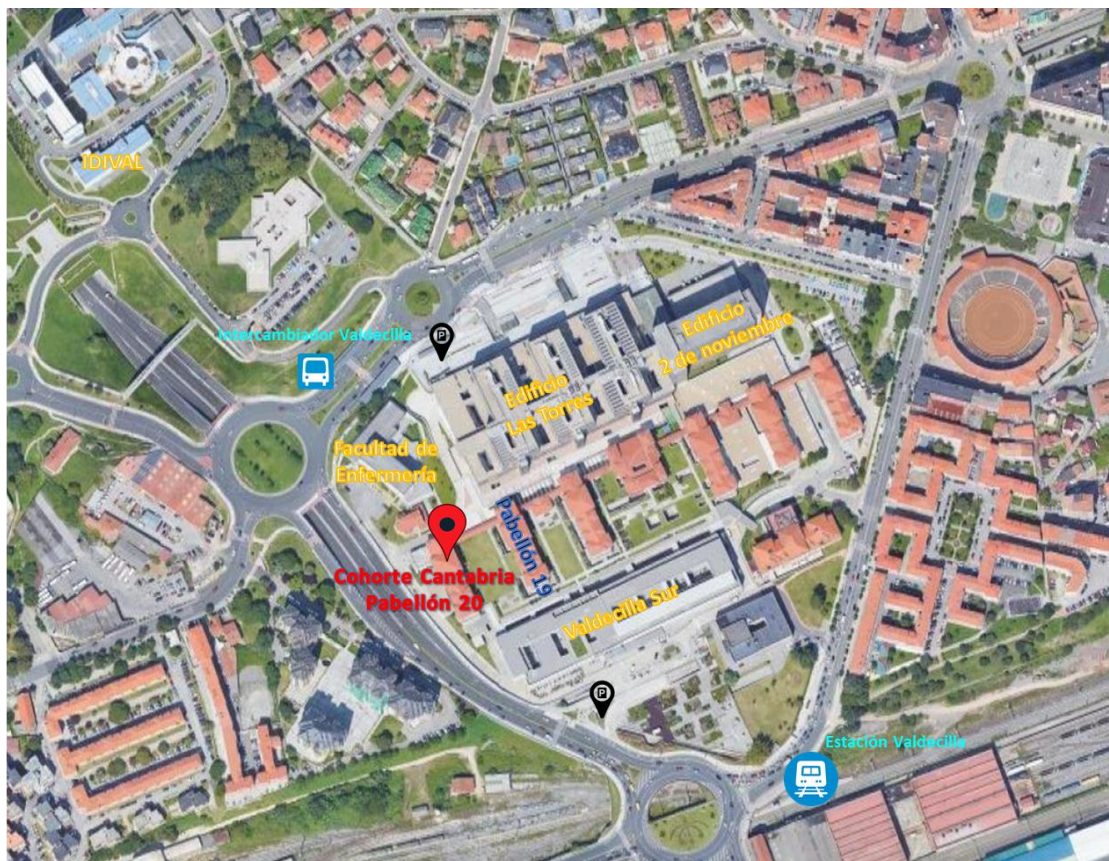 IDIVAL
Intercambiador Valdecilla
P
Edificio
2 de noviembre
Edificio
Las Torres
Facultad de
Enfermería
Pabellón 19
Cohorte Cantabria
Pabellón 20
Valdecilla Sur
P
Estación Valdecilla